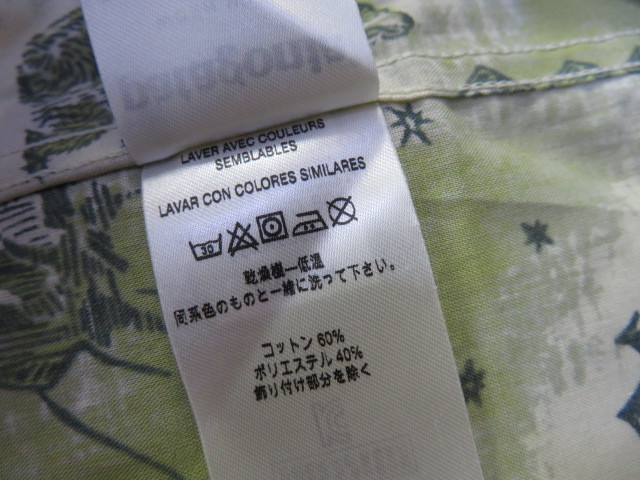 patagonia
LAVER AVEC COULEURS
SEMBLABLES
LAVAR CON COLORES SIMILARES
30
乾燥機—低温
同系色のものと一緒に洗って下さい。
コットン 60%
ポリエステル 40%
飾り付け部分を除く